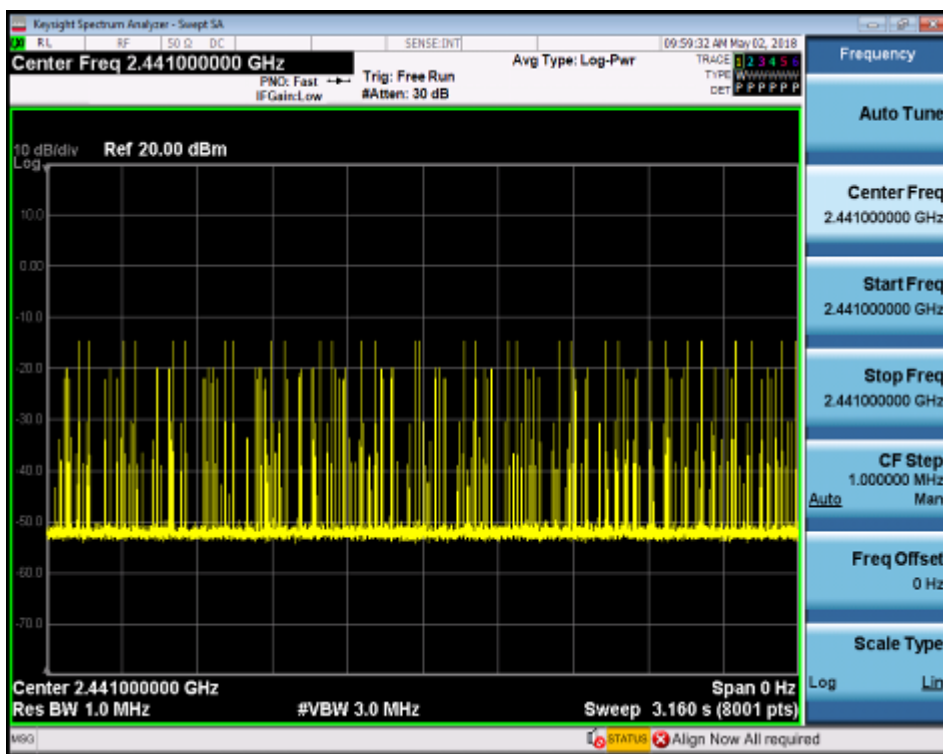 Keysight Spectrum Analyzer - Swept SA
RL RF 50 Ω DC SENSE:INT 09:59:32 AM May 02, 2018
Center Freq 2.441000000 GHz Avg Type: Log-Pwr TRACE 1 2 3 4 5 6
PNO: Fast Trig: Free Run TYPE
IFGain:Low #Atten: 30 dB DET P P P P P P
10 dB/div Ref 20.00 dBm
Log
10.0
0.00
-10.0
-20.0
-30.0
-40.0
-50.0
-60.0
-70.0
Center 2.441000000 GHz Span 0 Hz
Res BW 1.0 MHz #VBW 3.0 MHz Sweep 3.160 s (8001 pts)
MSG STATUS Align Now All required
Frequency
Auto Tune
Center Freq
2.441000000 GHz
Start Freq
2.441000000 GHz
Stop Freq
2.441000000 GHz
CF Step
1.000000 MHz
Auto Man
Freq Offset
0 Hz
Scale Type
Log Lin